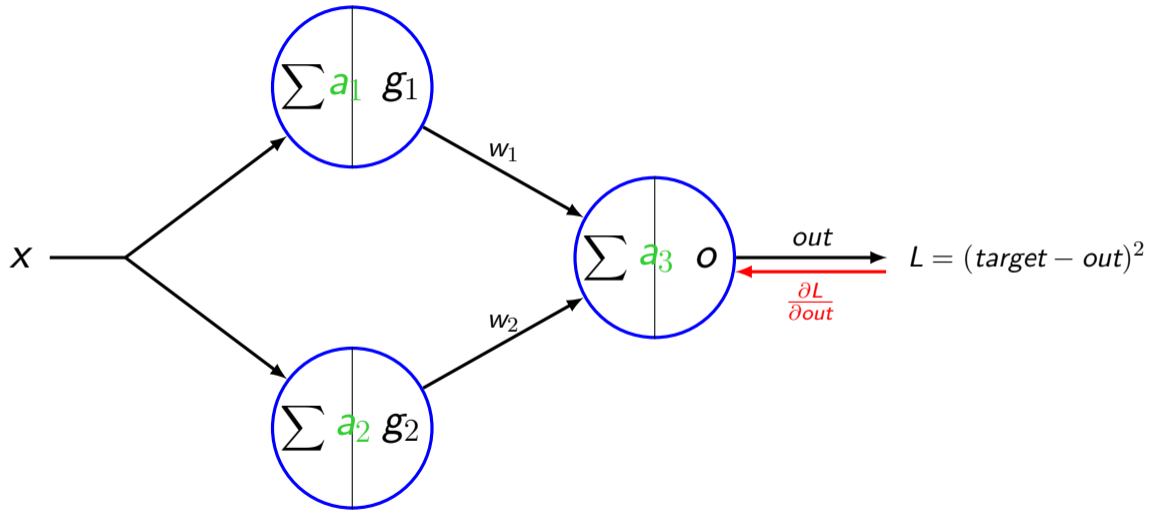 ∑ a₁ g₁
w₁
x
∑ a₃ o
out
L = (target − out)²
∂L
∂out
w₂
∑ a₂ g₂